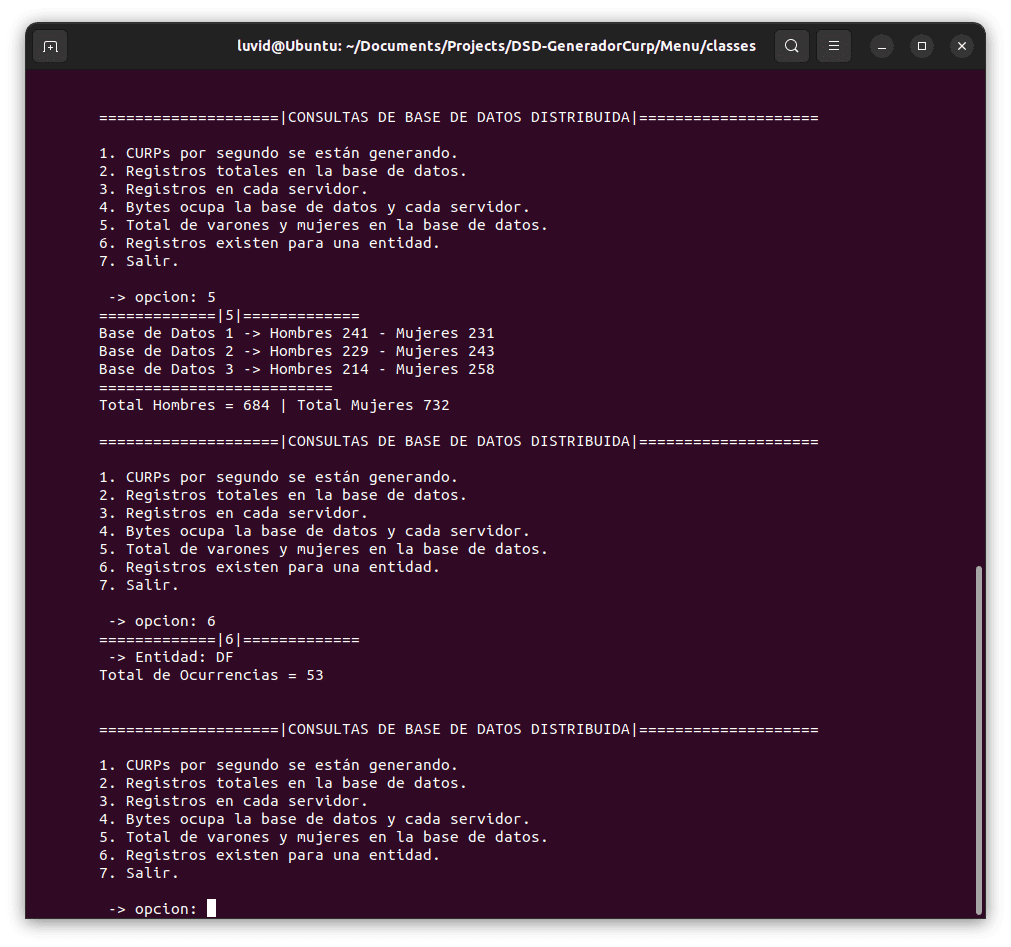 luvid@Ubuntu: ~/Documents/Projects/DSD-GeneradorCurp/Menu/classes
====================|CONSULTAS DE BASE DE DATOS DISTRIBUIDA|====================
1. CURPs por segundo se están generando.
2. Registros totales en la base de datos.
3. Registros en cada servidor.
4. Bytes ocupa la base de datos y cada servidor.
5. Total de varones y mujeres en la base de datos.
6. Registros existen para una entidad.
7. Salir.
-> opcion: 5
=============|5|=============
Base de Datos 1 -> Hombres 241 - Mujeres 231
Base de Datos 2 -> Hombres 229 - Mujeres 243
Base de Datos 3 -> Hombres 214 - Mujeres 258
==========================
Total Hombres = 684 | Total Mujeres 732
====================|CONSULTAS DE BASE DE DATOS DISTRIBUIDA|====================
1. CURPs por segundo se están generando.
2. Registros totales en la base de datos.
3. Registros en cada servidor.
4. Bytes ocupa la base de datos y cada servidor.
5. Total de varones y mujeres en la base de datos.
6. Registros existen para una entidad.
7. Salir.
-> opcion: 6
=============|6|=============
-> Entidad: DF
Total de Ocurrencias = 53
====================|CONSULTAS DE BASE DE DATOS DISTRIBUIDA|====================
1. CURPs por segundo se están generando.
2. Registros totales en la base de datos.
3. Registros en cada servidor.
4. Bytes ocupa la base de datos y cada servidor.
5. Total de varones y mujeres en la base de datos.
6. Registros existen para una entidad.
7. Salir.
-> opcion: